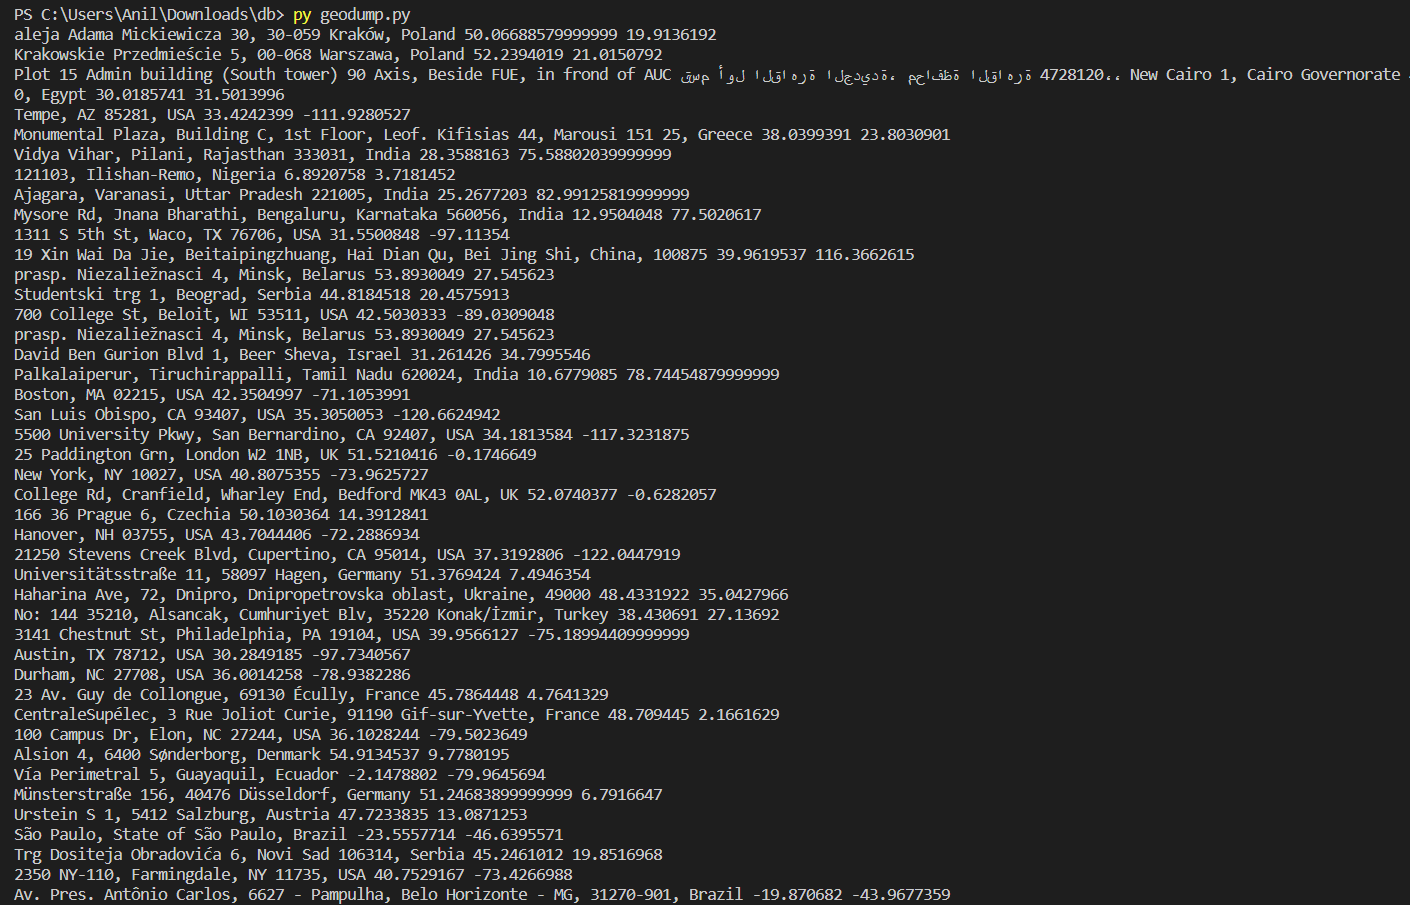 PS C:\Users\Anil\Downloads\db> py geodump.py
aleja Adama Mickiewicza 30, 30-059 Kraków, Poland 50.06688579999999 19.9136192
Krakowskie Przedmieście 5, 00-068 Warszawa, Poland 52.2394019 21.0150792
Plot 15 Admin building (South tower) 90 Axis, Beside FUE, in frond of AUC قسم أول القاهرة الجديدة، محافظة القاهرة 4728120،، New Cairo 1, Cairo Governorate
0, Egypt 30.0185741 31.5013996
Tempe, AZ 85281, USA 33.4242399 -111.9280527
Monumental Plaza, Building C, 1st Floor, Leof. Kifisias 44, Marousi 151 25, Greece 38.0399391 23.8030901
Vidya Vihar, Pilani, Rajasthan 333031, India 28.3588163 75.58802039999999
121103, Ilishan-Remo, Nigeria 6.8920758 3.7181452
Ajagara, Varanasi, Uttar Pradesh 221005, India 25.2677203 82.99125819999999
Mysore Rd, Jnana Bharathi, Bengaluru, Karnataka 560056, India 12.9504048 77.5020617
1311 S 5th St, Waco, TX 76706, USA 31.5500848 -97.11354
19 Xin Wai Da Jie, Beitaipingzhuang, Hai Dian Qu, Bei Jing Shi, China, 100875 39.9619537 116.3662615
prasp. Niezaliežnasci 4, Minsk, Belarus 53.8930049 27.545623
Studentski trg 1, Beograd, Serbia 44.8184518 20.4575913
700 College St, Beloit, WI 53511, USA 42.5030333 -89.0309048
prasp. Niezaliežnasci 4, Minsk, Belarus 53.8930049 27.545623
David Ben Gurion Blvd 1, Beer Sheva, Israel 31.261426 34.7995546
Palkalaiperur, Tiruchirappalli, Tamil Nadu 620024, India 10.6779085 78.74454879999999
Boston, MA 02215, USA 42.3504997 -71.1053991
San Luis Obispo, CA 93407, USA 35.3050053 -120.6624942
5500 University Pkwy, San Bernardino, CA 92407, USA 34.1813584 -117.3231875
25 Paddington Grn, London W2 1NB, UK 51.5210416 -0.1746649
New York, NY 10027, USA 40.8075355 -73.9625727
College Rd, Cranfield, Wharley End, Bedford MK43 0AL, UK 52.0740377 -0.6282057
166 36 Prague 6, Czechia 50.1030364 14.3912841
Hanover, NH 03755, USA 43.7044406 -72.2886934
21250 Stevens Creek Blvd, Cupertino, CA 95014, USA 37.3192806 -122.0447919
Universitätsstraße 11, 58097 Hagen, Germany 51.3769424 7.4946354
Haharina Ave, 72, Dnipro, Dnipropetrovska oblast, Ukraine, 49000 48.4331922 35.0427966
No: 144 35210, Alsancak, Cumhuriyet Blv, 35220 Konak/İzmir, Turkey 38.430691 27.13692
3141 Chestnut St, Philadelphia, PA 19104, USA 39.9566127 -75.18994409999999
Austin, TX 78712, USA 30.2849185 -97.7340567
Durham, NC 27708, USA 36.0014258 -78.9382286
23 Av. Guy de Collongue, 69130 Écully, France 45.7864448 4.7641329
CentraleSupélec, 3 Rue Joliot Curie, 91190 Gif-sur-Yvette, France 48.709445 2.1661629
100 Campus Dr, Elon, NC 27244, USA 36.1028244 -79.5023649
Alsion 4, 6400 Sønderborg, Denmark 54.9134537 9.7780195
Vía Perimetral 5, Guayaquil, Ecuador -2.1478802 -79.9645694
Münsterstraße 156, 40476 Düsseldorf, Germany 51.24683899999999 6.7916647
Urstein S 1, 5412 Salzburg, Austria 47.7233835 13.0871253
São Paulo, State of São Paulo, Brazil -23.5557714 -46.6395571
Trg Dositeja Obradovića 6, Novi Sad 106314, Serbia 45.2461012 19.8516968
2350 NY-110, Farmingdale, NY 11735, USA 40.7529167 -73.4266988
Av. Pres. Antônio Carlos, 6627 - Pampulha, Belo Horizonte - MG, 31270-901, Brazil -19.870682 -43.9677359